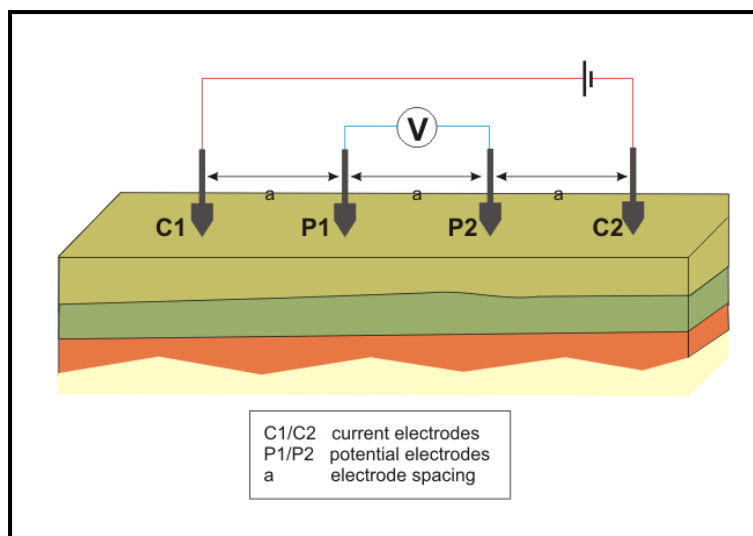 V
a a a
C1 P1 P2 C2
C1/C2 current electrodes
P1/P2 potential electrodes
a electrode spacing